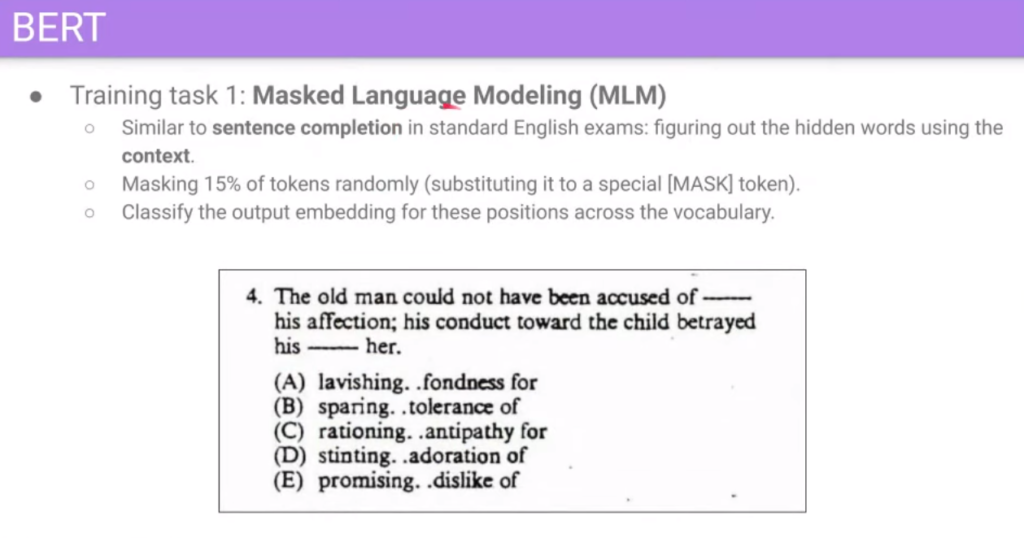 BERT
● Training task 1: Masked Language Modeling (MLM)
○ Similar to sentence completion in standard English exams: figuring out the hidden words using the
context.
○ Masking 15% of tokens randomly (substituting it to a special [MASK] token).
○ Classify the output embedding for these positions across the vocabulary.
4. The old man could not have been accused of ——
his affection; his conduct toward the child betrayed
his —— her.
(A) lavishing. .fondness for
(B) sparing. .tolerance of
(C) rationing. .antipathy for
(D) stinting. .adoration of
(E) promising. .dislike of